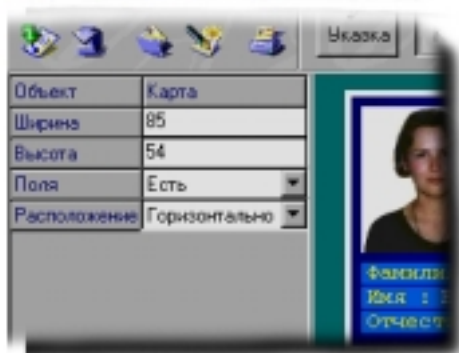 Указка
Объект Карта
Ширина 85
Высота 54
Поля Есть
Расположение Горизонтально
Фамили
Имя :
Отчест